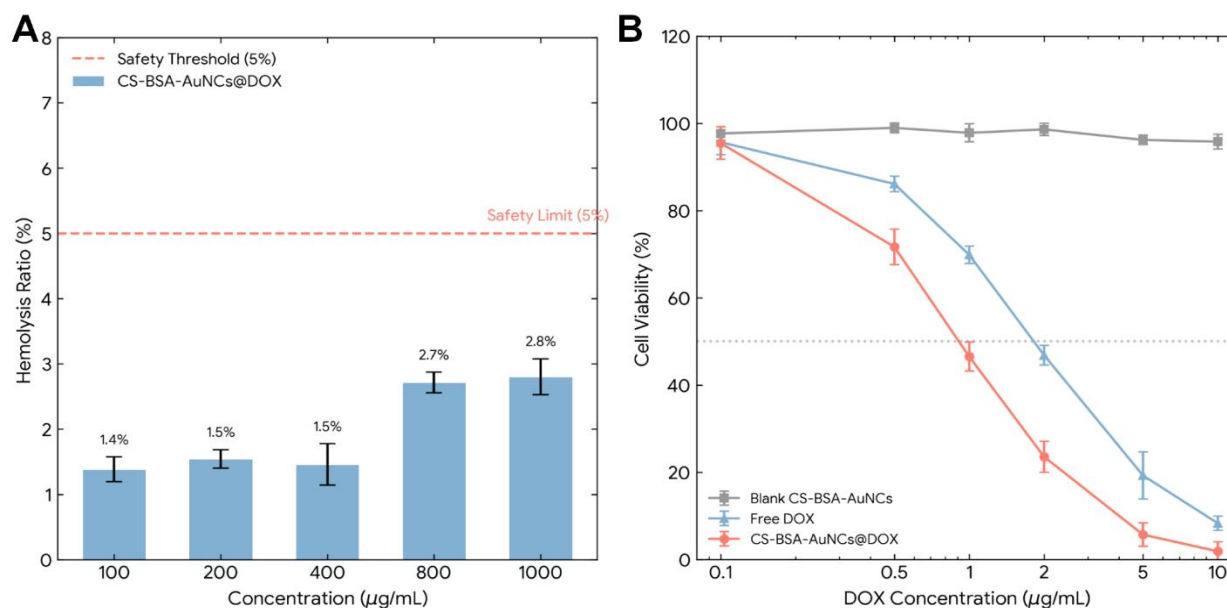 A
Safety Threshold (5%)
CS-BSA-AuNCs@DOX
Safety Limit (5%)
1.4%
1.5%
1.5%
2.7%
2.8%
8
7
6
5
4
3
2
1
0
Hemolysis Ratio (%)
100 200 400 800 1000
Concentration (μg/mL)
B
120
100
80
60
40
20
0
Cell Viability (%)
Blank CS-BSA-AuNCs
Free DOX
CS-BSA-AuNCs@DOX
0.1 0.5 1 2 5 10
DOX Concentration (μg/mL)